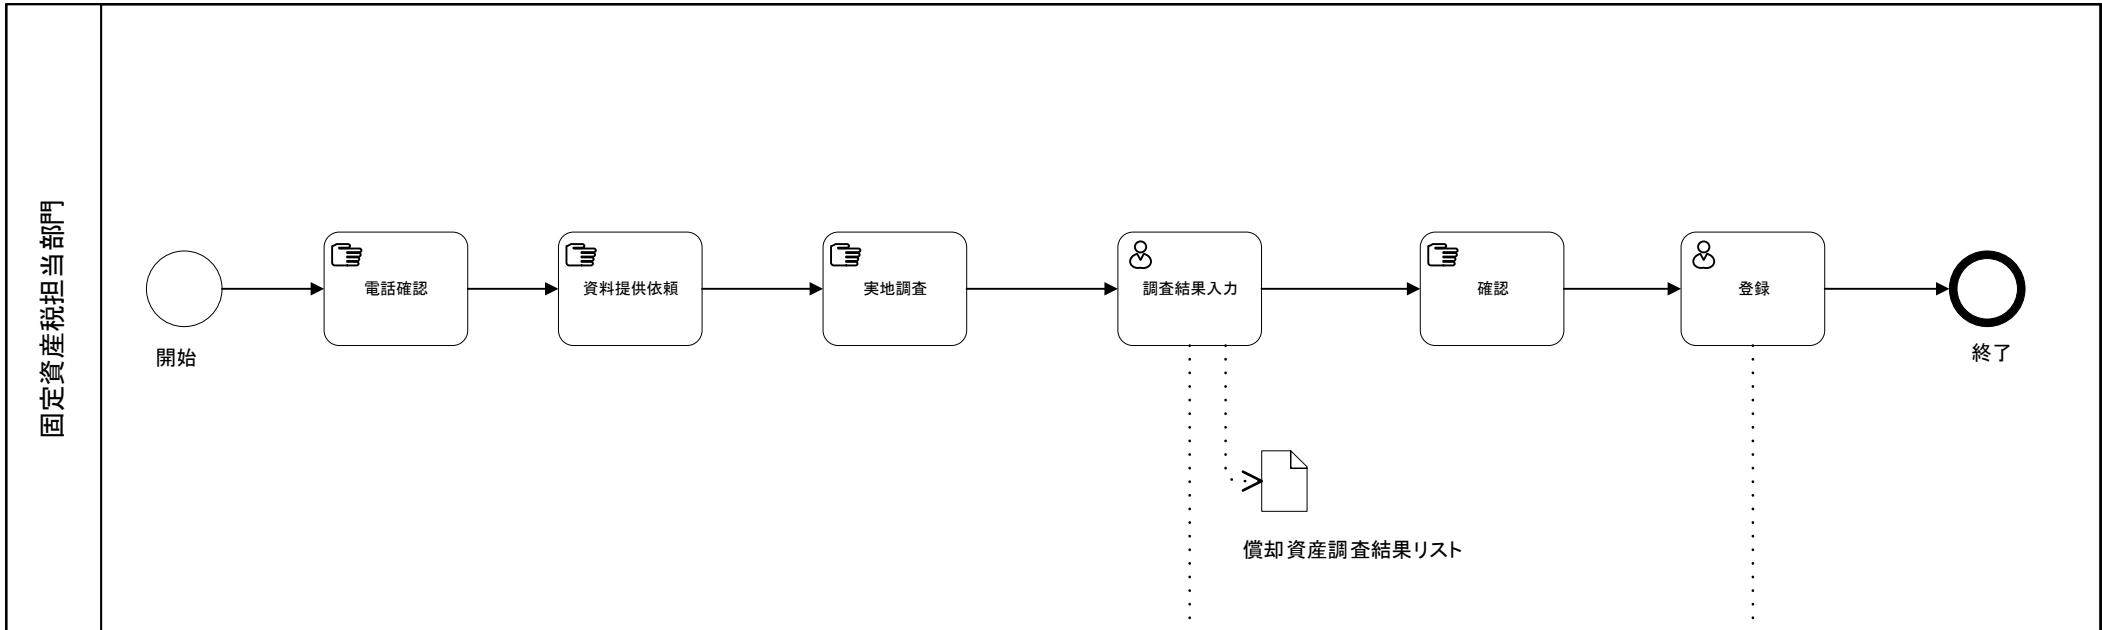 固定資産税担当部門
開始
電話確認
資料提供依頼
実地調査
調査結果入力
確認
登録
終了
償却資産調査結果リスト